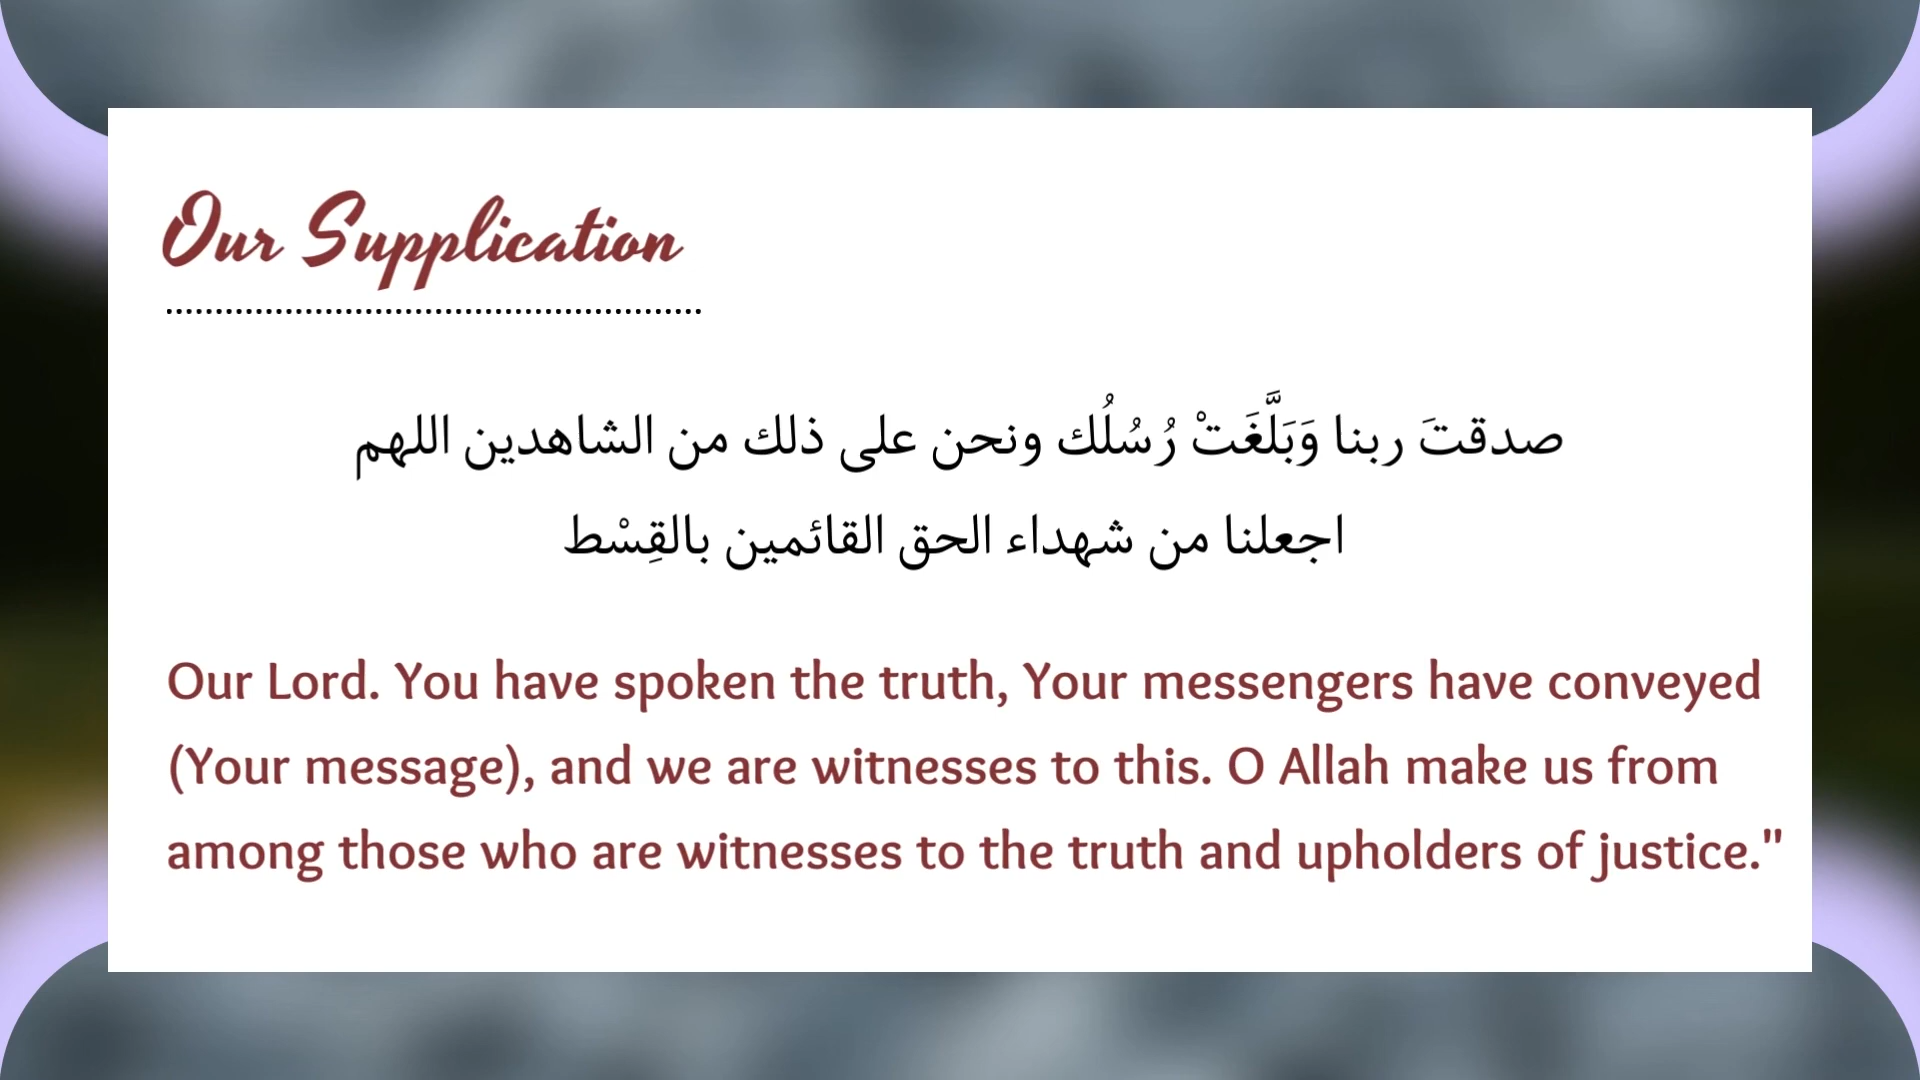 Our Supplication
صدقتَ ربنا وَبَلَّغَتْ رُسُلُك ونحن على ذلك من الشاهدين اللهم
اجعلنا من شهداء الحق القائمين بالقِسْط
Our Lord. You have spoken the truth, Your messengers have conveyed
(Your message), and we are witnesses to this. O Allah make us from
among those who are witnesses to the truth and upholders of justice."